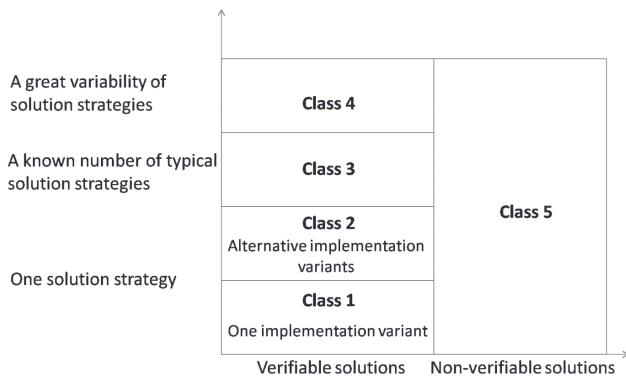 A great variability of
solution strategies
Class 4
A known number of typical
solution strategies
Class 3
Class 5
Class 2
Alternative implementation
variants
One solution strategy
Class 1
One implementation variant
Verifiable solutions
Non-verifiable solutions